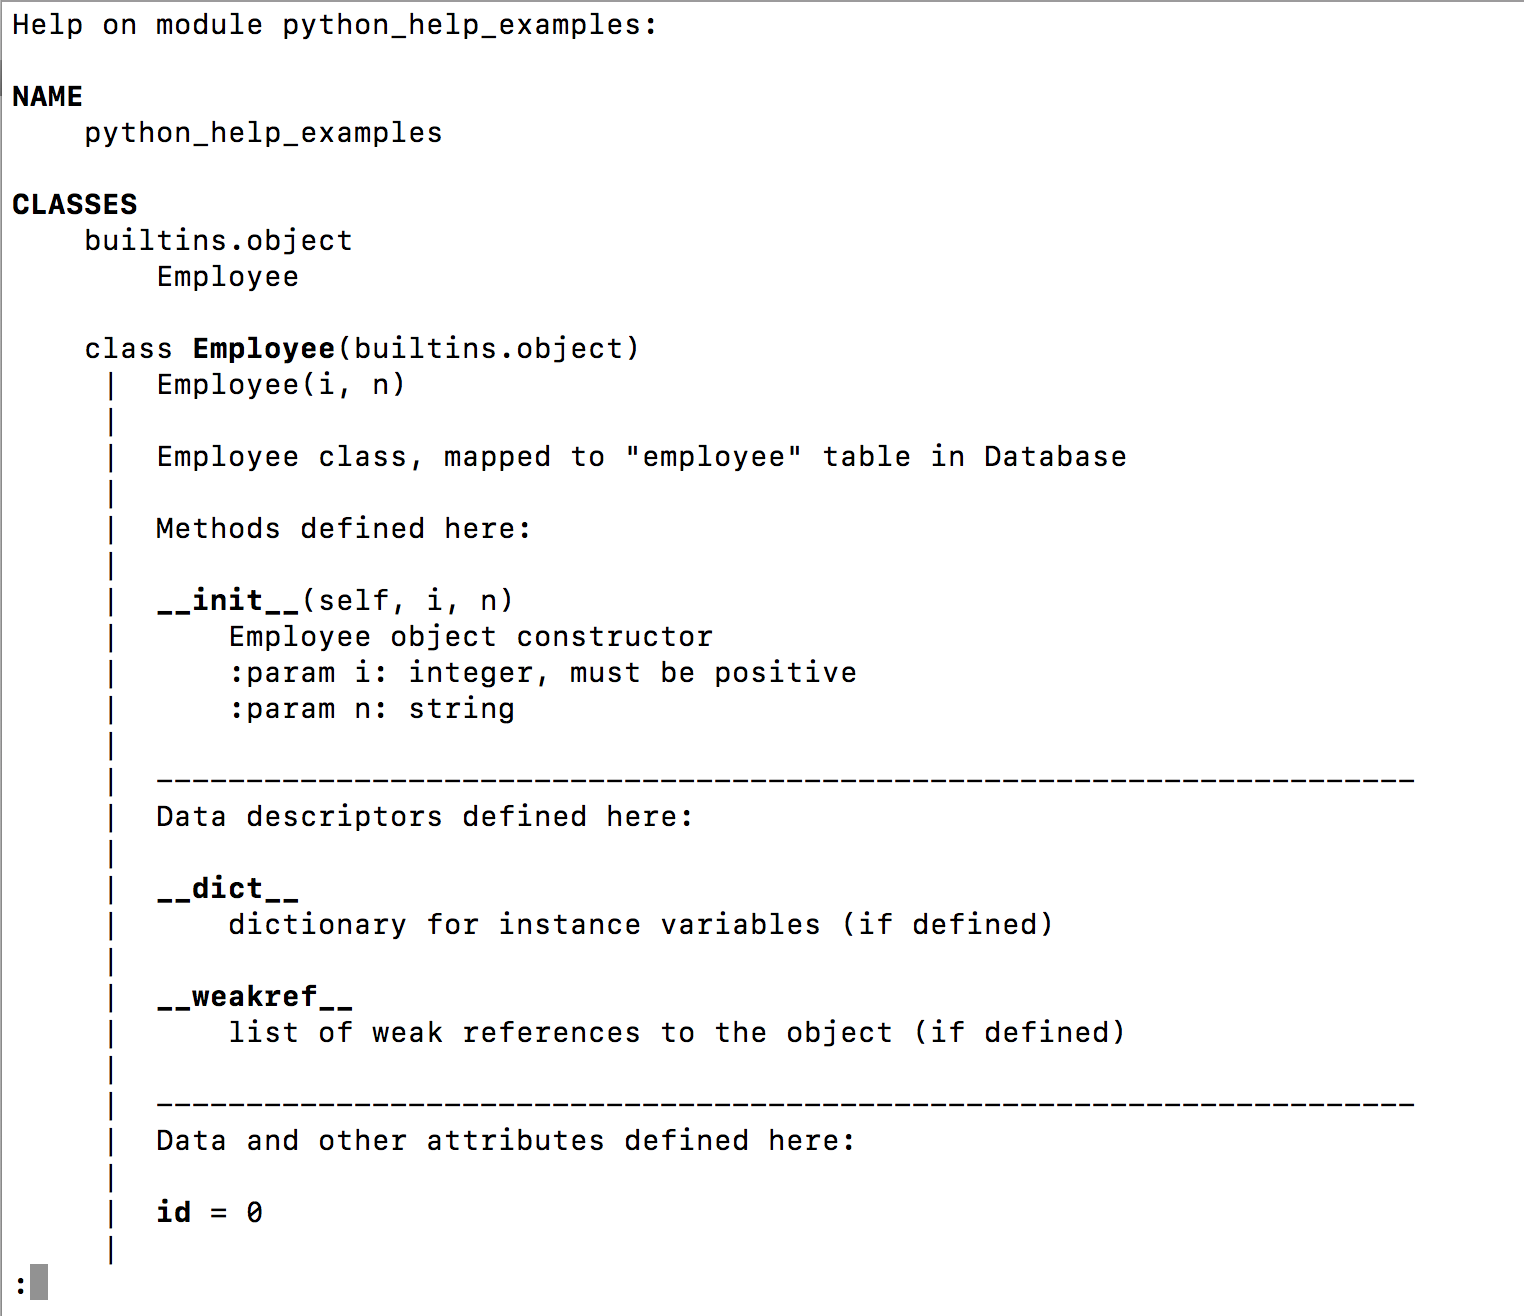 Help on module python_help_examples:

NAME
    python_help_examples

CLASSES
    builtins.object
        Employee

    class Employee(builtins.object)
     |  Employee(i, n)
     |
     |  Employee class, mapped to "employee" table in Database
     |
     |  Methods defined here:
     |
     |  __init__(self, i, n)
     |      Employee object constructor
     |      :param i: integer, must be positive
     |      :param n: string
     |
     |  ----------------------------------------------------------------------
     |  Data descriptors defined here:
     |
     |  __dict__
     |      dictionary for instance variables (if defined)
     |
     |  __weakref__
     |      list of weak references to the object (if defined)
     |
     |  ----------------------------------------------------------------------
     |  Data and other attributes defined here:
     |
     |  id = 0
     |
: